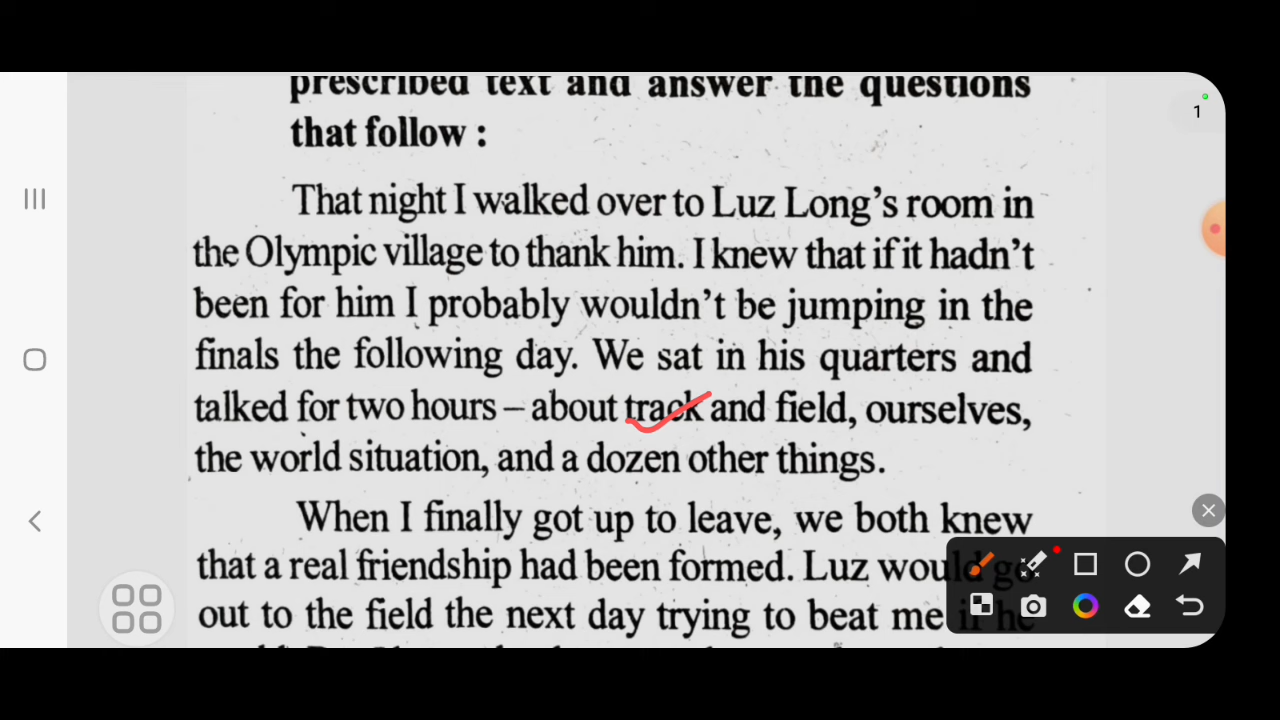 prescribed text and answer the questions
that follow :
1
That night I walked over to Luz Long's room in
the Olympic village to thank him. I knew that if it hadn't
been for him I probably wouldn't be jumping in the
finals the following day. We sat in his quarters and
talked for two hours – about track and field, ourselves,
the world situation, and a dozen other things.
When I finally got up to leave, we both knew
that a real friendship had been formed. Luz would go
out to the field the next day trying to beat me if he